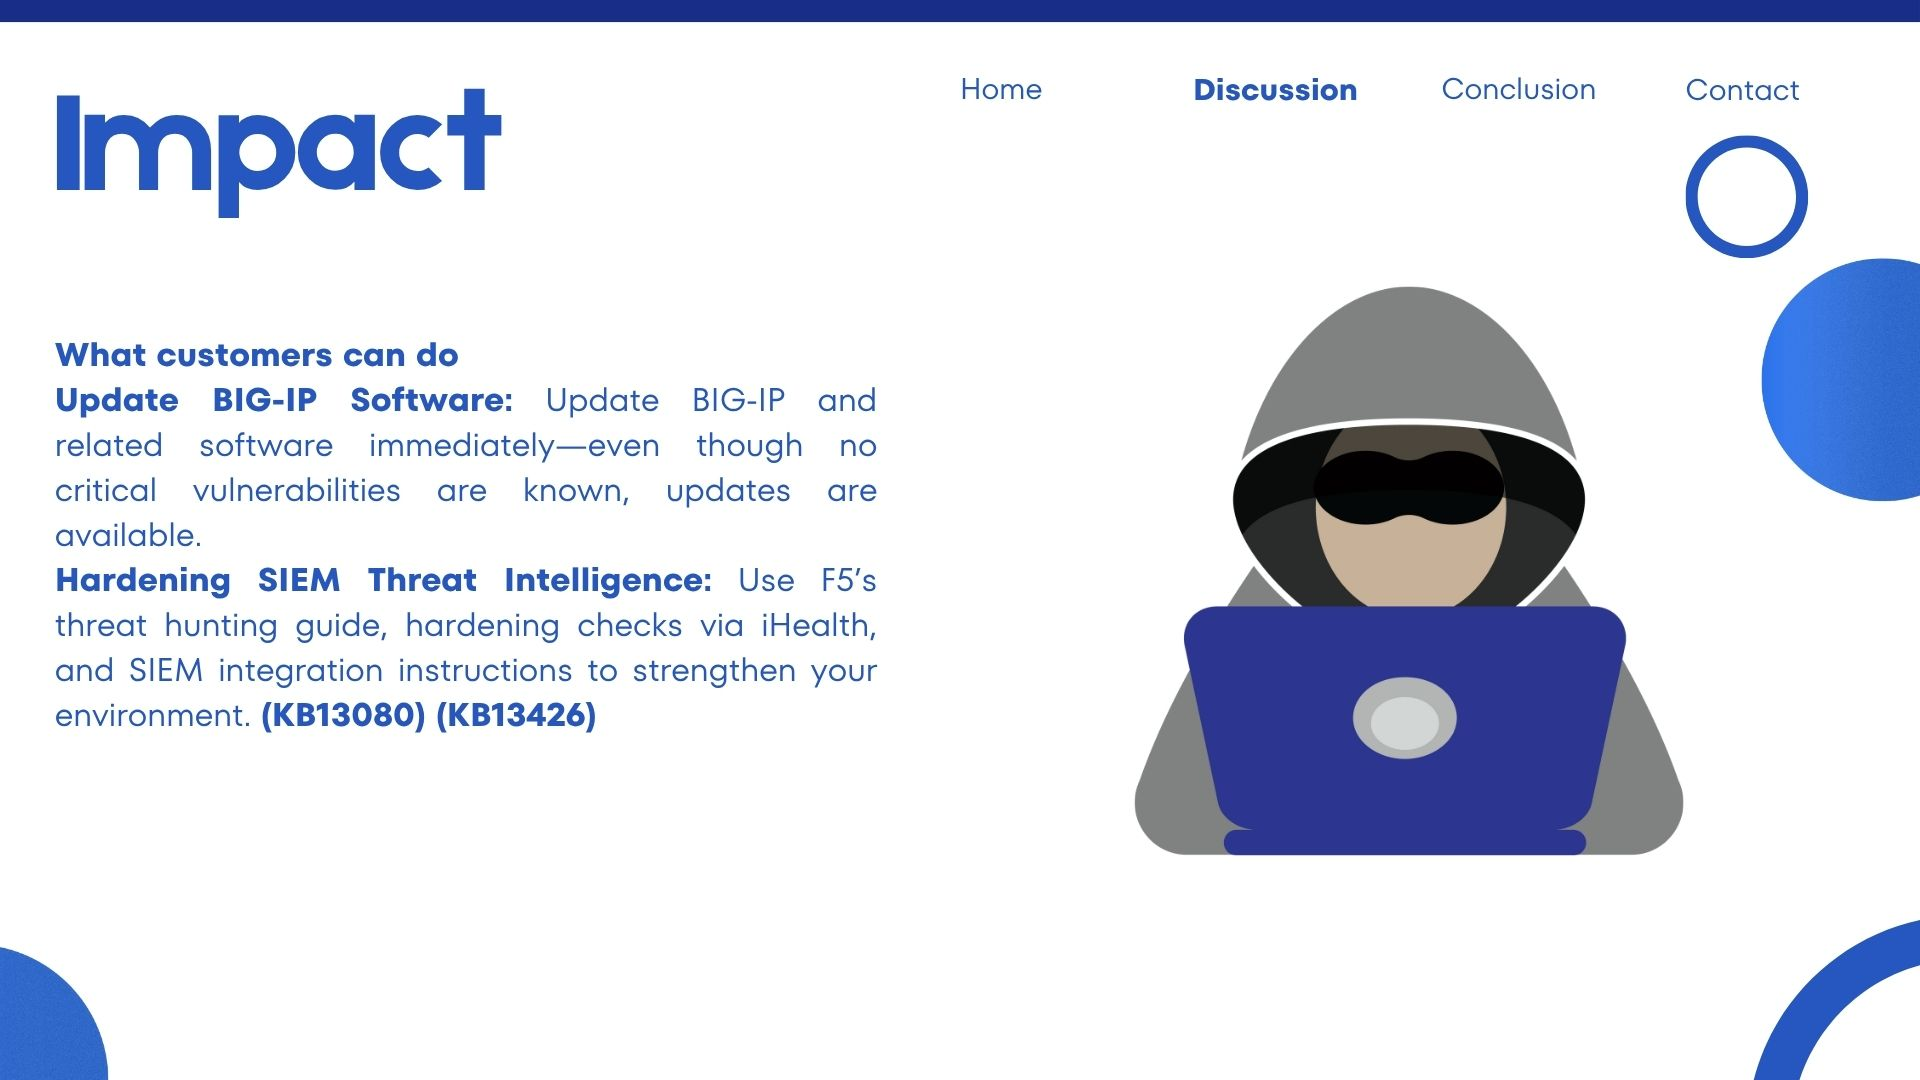 Home
Discussion
Conclusion
Contact
Impact
What customers can do
Update BIG-IP Software: Update BIG-IP and
related software immediately—even though no
critical vulnerabilities are known, updates are
available.
Hardening SIEM Threat Intelligence: Use F5’s
threat hunting guide, hardening checks via iHealth,
and SIEM integration instructions to strengthen your
environment. (KB13080) (KB13426)